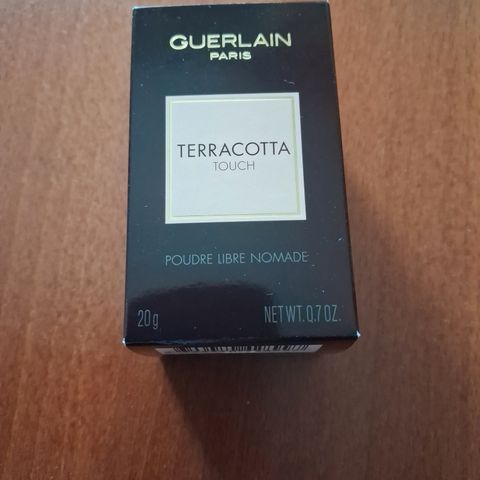 GUERLAIN
PARIS
TERRACOTTA
TOUCH
POUDRE LIBRE NOMADE
20g NET WT. 0.7 OZ.